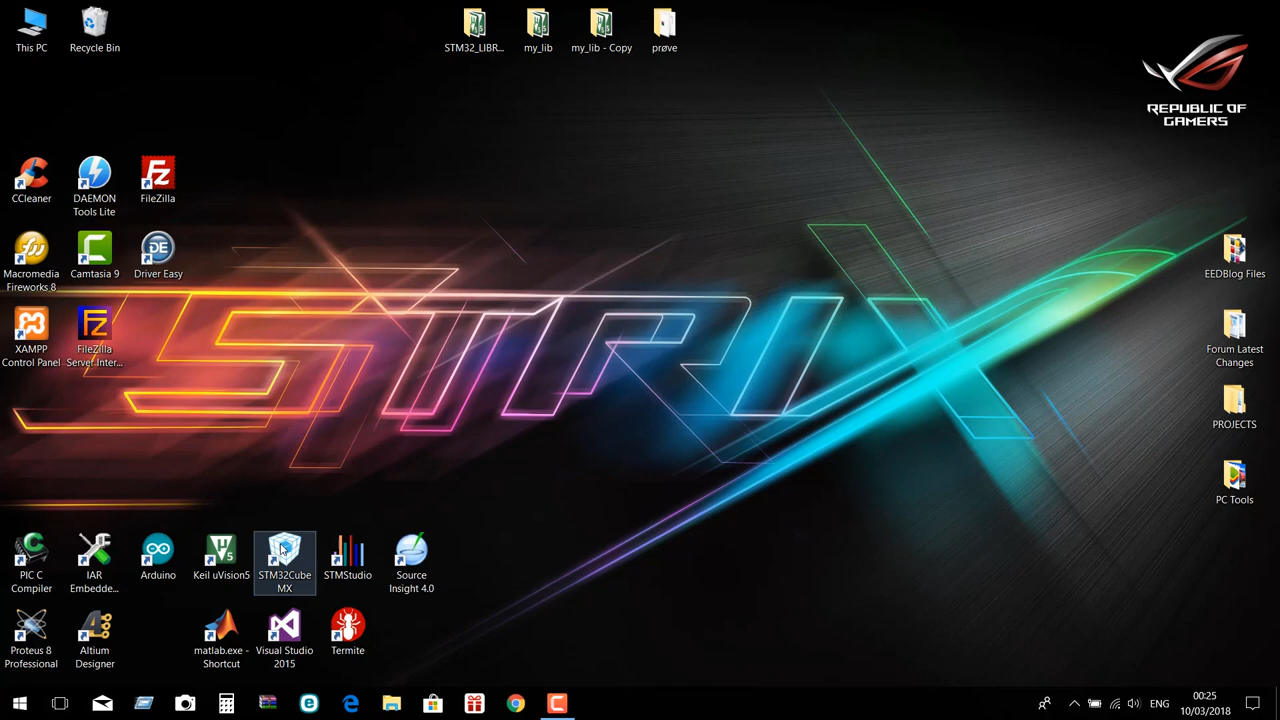 This PC
Recycle Bin
STM32_LIBR...
my_lib
my_lib - Copy
prøve
REPUBLIC OF
GAMERS
CCleaner
DAEMON
Tools Lite
FileZilla
Macromedia
Fireworks 8
Camtasia 9
Driver Easy
XAMPP
Control Panel
FileZilla
Server Inter...
STRIX
EEDBlog Files
Forum Latest
Changes
PROJECTS
PC Tools
PIC C
Compiler
IAR
Embedde...
Arduino
Keil uVision5
STM32Cube
MX
STMStudio
Source
Insight 4.0
Proteus 8
Professional
Altium
Designer
matlab.exe -
Shortcut
Visual Studio
2015
Termite
ENG
00:25
10/03/2018